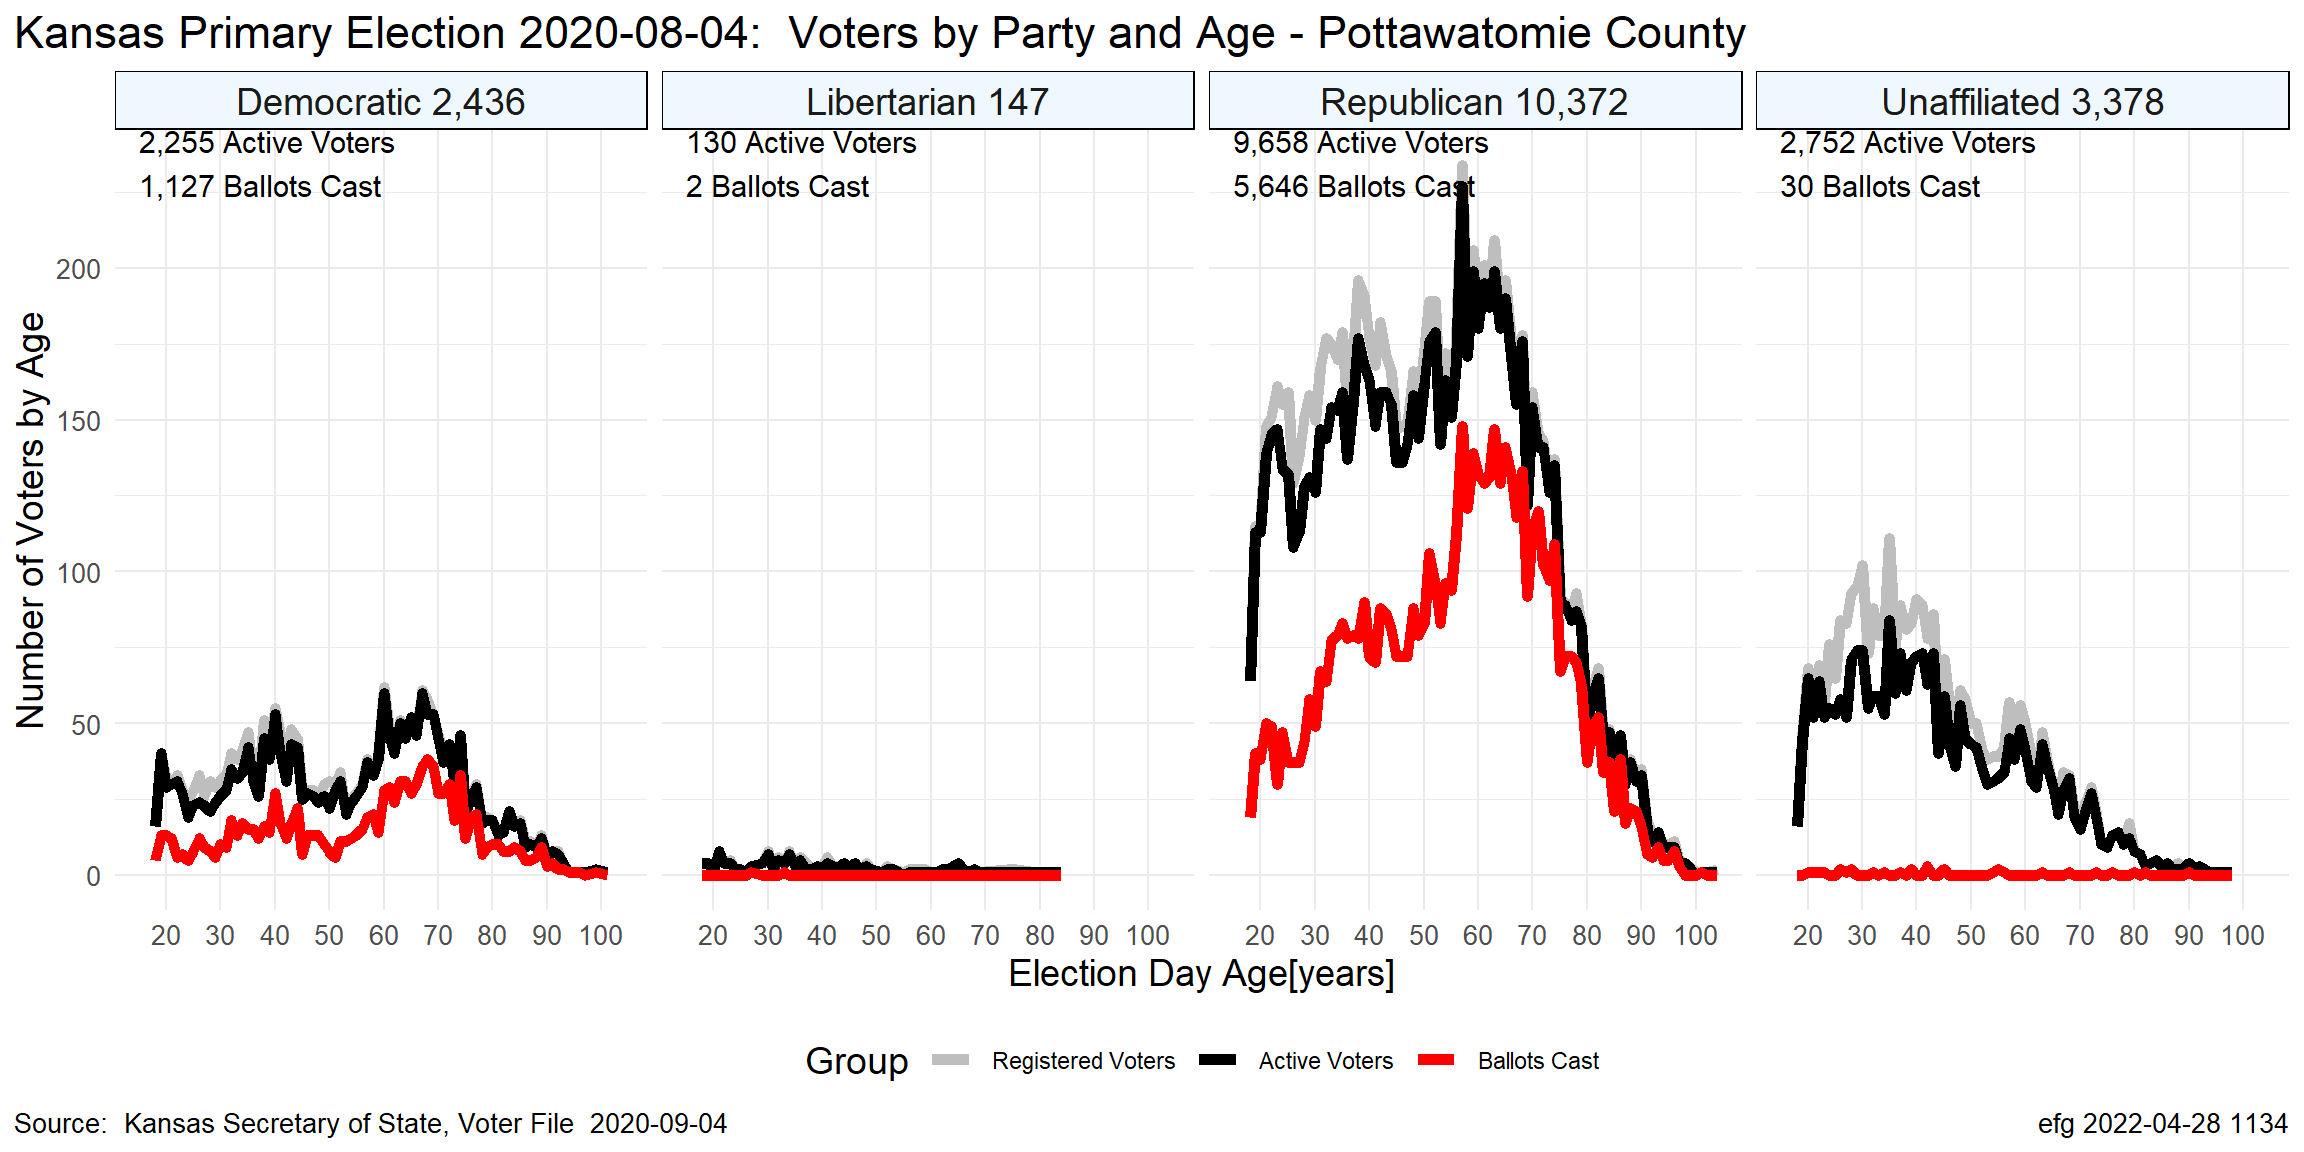 Kansas Primary Election 2020-08-04:  Voters by Party and Age - Pottawatomie County
Democratic 2,436
Libertarian 147
Republican 10,372
Unaffiliated 3,378
2,255 Active Voters
1,127 Ballots Cast
130 Active Voters
2 Ballots Cast
9,658 Active Voters
5,646 Ballots Cast
2,752 Active Voters
30 Ballots Cast
Number of Voters by Age
200
150
100
50
0
20 30 40 50 60 70 80 90 100
20 30 40 50 60 70 80 90 100
20 30 40 50 60 70 80 90 100
20 30 40 50 60 70 80 90 100
Election Day Age[years]
Group Registered Voters Active Voters Ballots Cast
Source:  Kansas Secretary of State, Voter File  2020-09-04
efg 2022-04-28 1134